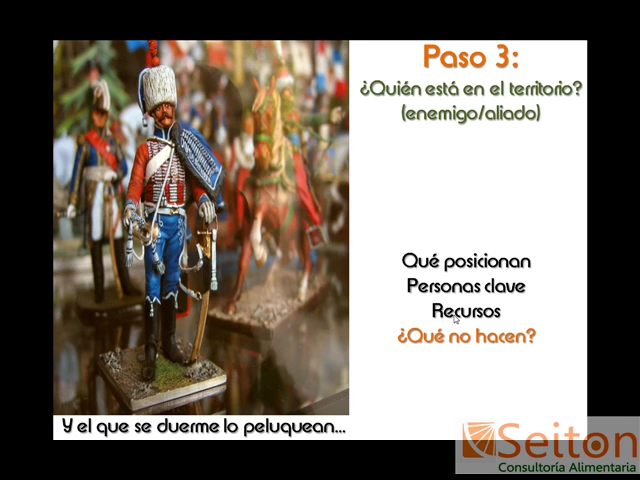 Paso 3:
¿Quién está en el territorio?
(enemigo/aliado)
Qué posicionan
Personas clave
Recursos
¿Qué no hacen?
Y el que se duerme lo peluquean...
Seiton
Consultoría Alimentaria